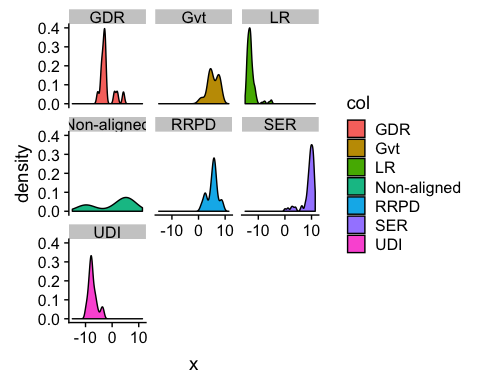 GDR Gvt LR
0.4
0.3
0.2
0.1
0.0
Non-aligned RRPD SER
0.4
0.3
0.2
0.1
0.0
-10 0 10 -10 0 10
UDI
0.4
0.3
0.2
0.1
0.0
-10 0 10
density
x
col
GDR
Gvt
LR
Non-aligned
RRPD
SER
UDI